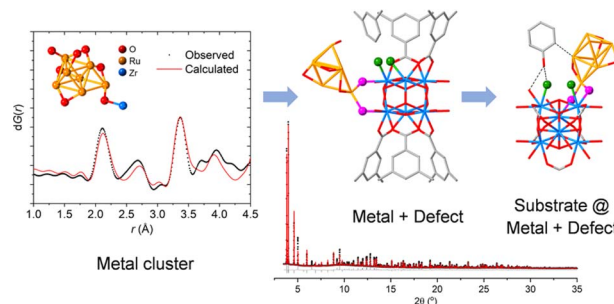 O
Ru
Zr
Observed
Calculated
dG(r)
1.0 1.5 2.0 2.5 3.0 3.5 4.0 4.5
r (Å)
Metal cluster
Metal + Defect
Substrate @
Metal + Defect
5 10 15 20 25 30 35
2θ (º)